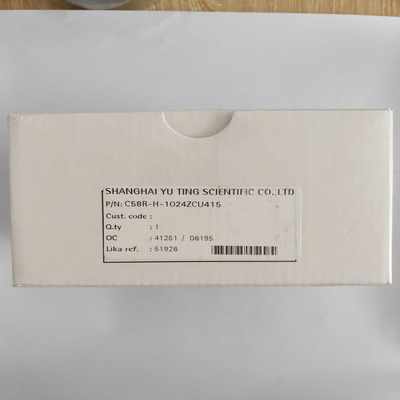 SHANGHAI YU TING SCIENTIFIC CO.,LTD
P/N: C58R-H-1024ZCU415
Cust. code :
Q.ty : 1
OC : 41261 / 06195
Lika ref. : 51926